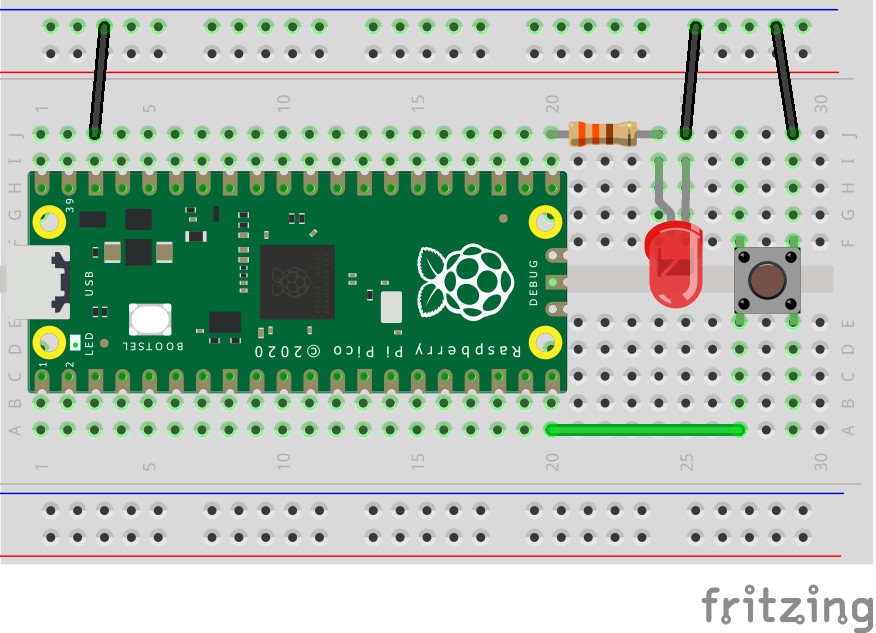 1 5 10 15 20 25 30
J J
I I
H H
G G
F F
39
USB
DEBUG
LED
BOOTSEL
1
2
Raspberry Pi Pico © 2020
E E
D D
C C
B B
A A
1 5 10 15 20 25 30
fritzing